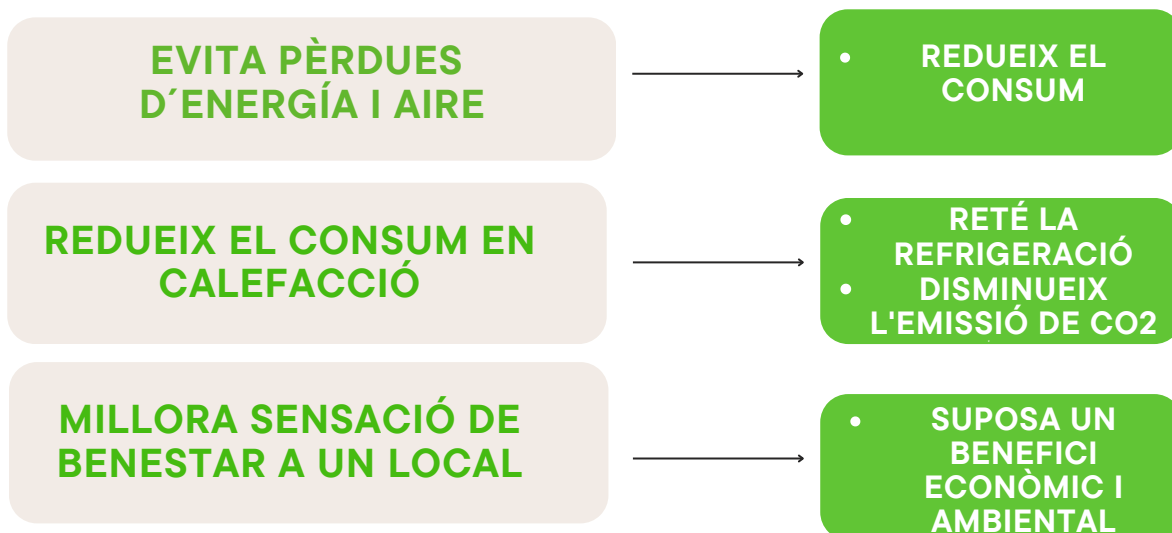 EVITA PÈRDUES
D´ENERGÍA I AIRE
• REDUEIX EL
CONSUM
REDUEIX EL CONSUM EN
CALEFACCIÓ
• RETÉ LA
REFRIGERACIÓ
• DISMINUEIX
L'EMISSIÓ DE CO2
MILLORA SENSACIÓ DE
BENESTAR A UN LOCAL
• SUPOSA UN
BENEFICI
ECONÒMIC I
AMBIENTAL